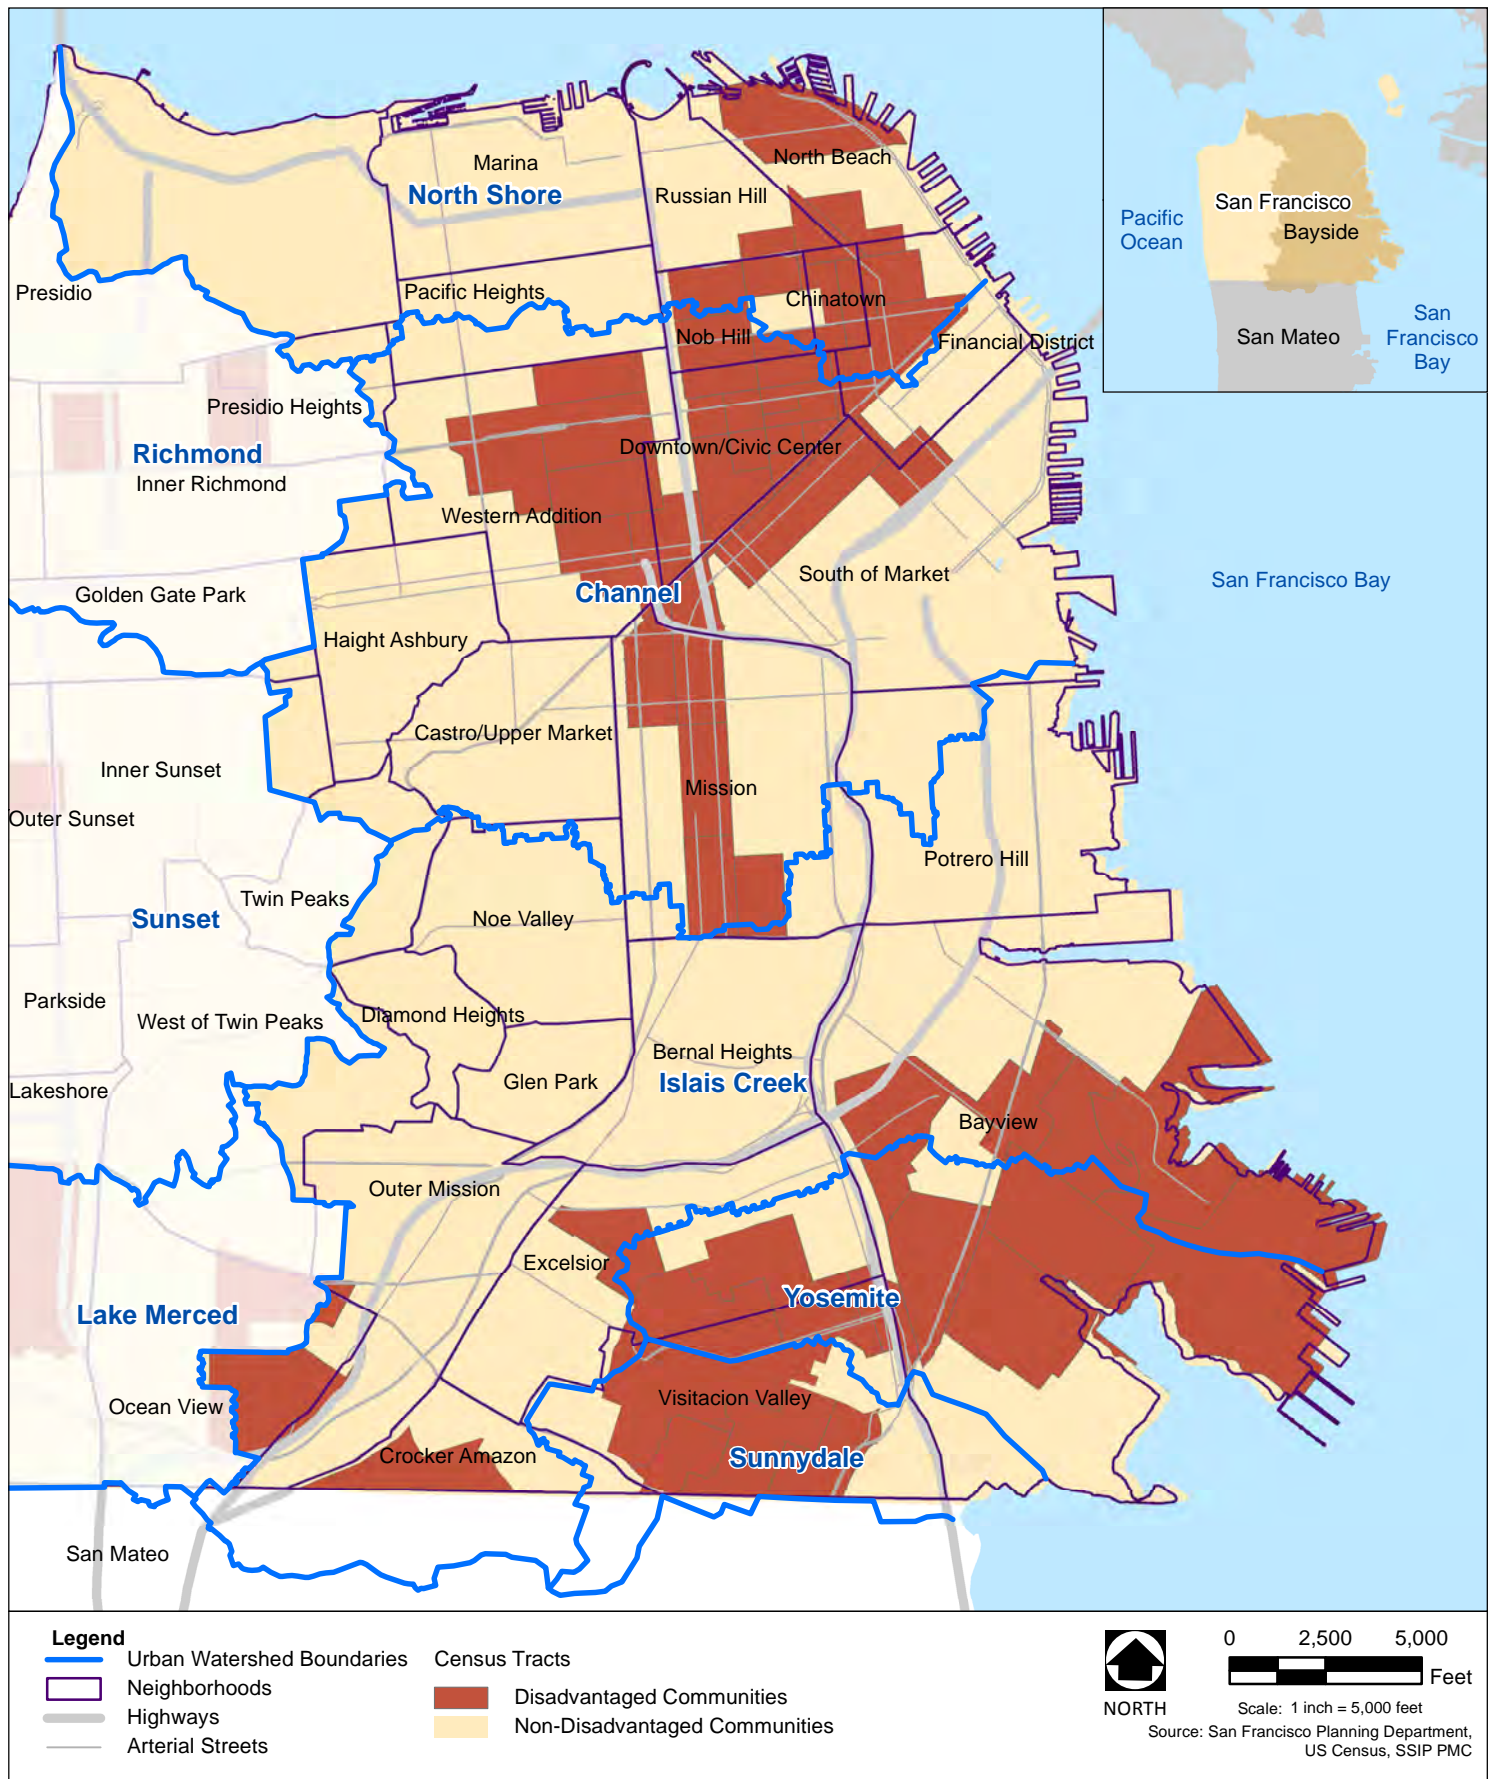 Marina
North Shore
North Beach
Russian Hill
San Francisco
Bayside
Pacific
Ocean
San
Francisco
Bay
San Mateo
Presidio
Pacific Heights
Chinatown
Nob Hill
Financial District
Presidio Heights
Richmond
Inner Richmond
Downtown/Civic Center
Western Addition
South of Market
San Francisco Bay
Golden Gate Park
Channel
Haight Ashbury
Castro/Upper Market
Inner Sunset
Mission
Outer Sunset
Potrero Hill
Twin Peaks
Sunset
Noe Valley
Parkside
West of Twin Peaks
Diamond Heights
Bernal Heights
Lakeshore
Glen Park
Islais Creek
Bayview
Outer Mission
Excelsior
Yosemite
Lake Merced
Ocean View
Visitacion Valley
Crocker Amazon
Sunnydale
San Mateo
Legend
Urban Watershed Boundaries
Neighborhoods
Highways
Arterial Streets
Census Tracts
Disadvantaged Communities
Non-Disadvantaged Communities
NORTH
0 2,500 5,000
Feet
Scale: 1 inch = 5,000 feet
Source: San Francisco Planning Department,
US Census, SSIP PMC